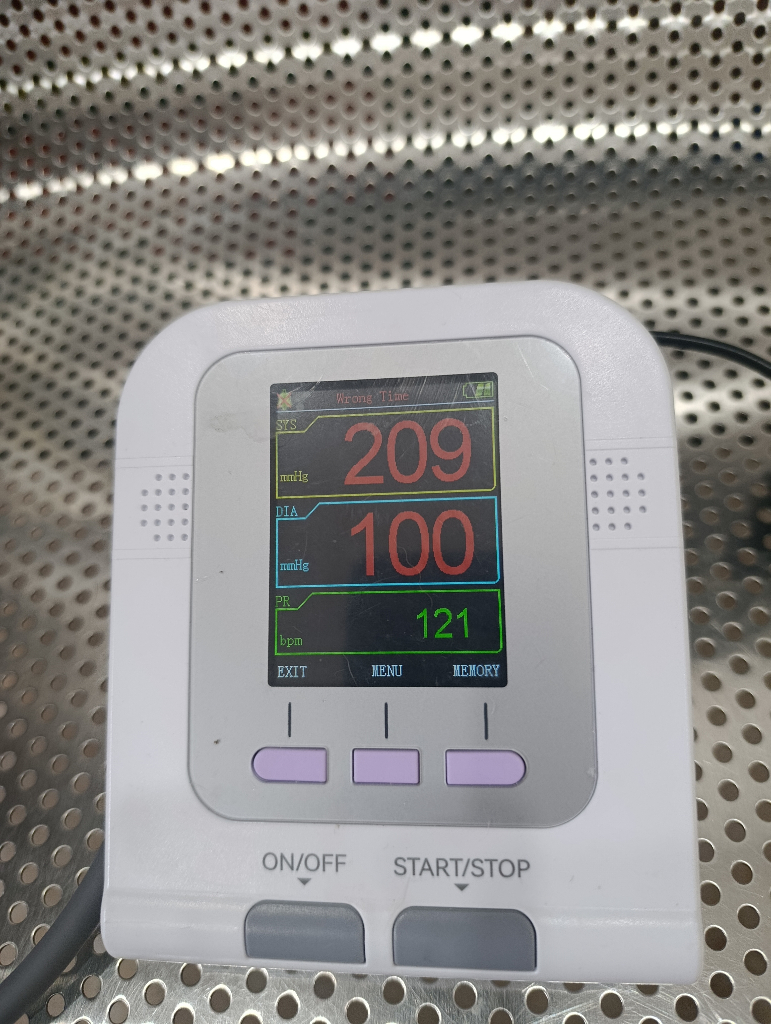 Wrong Time
SYS
mmHg
209
DIA
mmHg
100
PR
bpm
121
EXIT MENU MEMORY
ON/OFF START/STOP